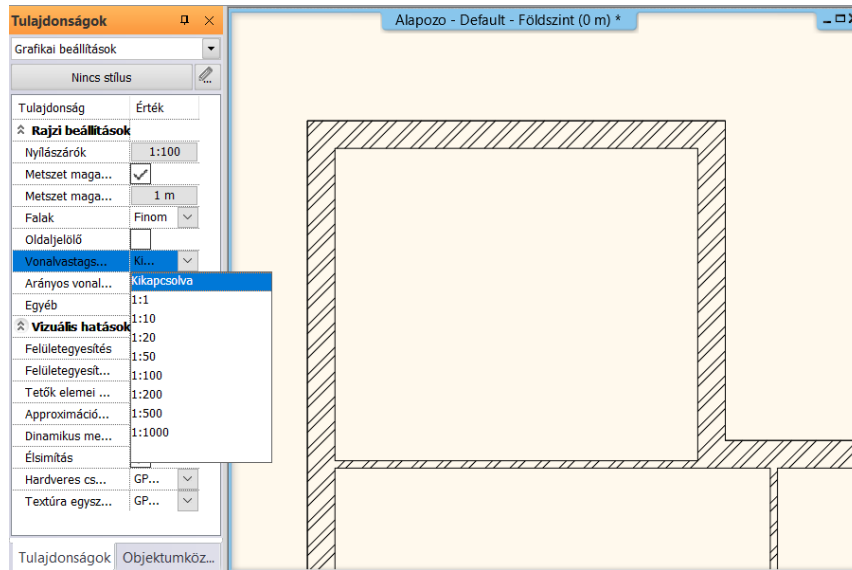 Tulajdonságok
Alapozo - Default - Földszint (0 m) *
Grafikai beállítások
Nincs stílus
Tulajdonság Érték
Rajzi beállítások
Nyílászárók 1:100
Metszet maga...
Metszet maga... 1 m
Falak Finom
Oldaljelölő
Vonalvastags... Ki...
Arányos vonal... Kikapcsolva
1:1
Egyéb 1:10
Vizuális hatások 1:20
Felületegyesítés 1:50
Felületegyesít... 1:100
Tetők elemei ... 1:200
Approximáció... 1:500
Dinamikus me... 1:1000
Élsimítás
Hardveres cs... GP...
Textúra egysz... GP...
Tulajdonságok Objektumköz...